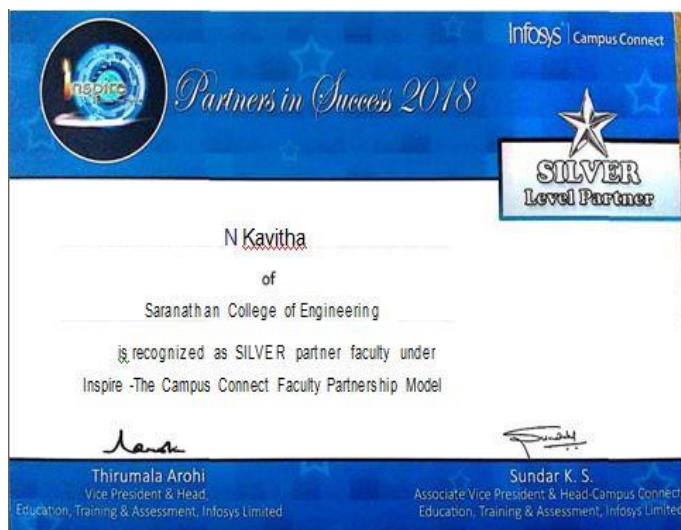 Inspire
Partners in Success 2018
Infosys | Campus Connect
SILVER
Level Partner
N Kavitha
of
Saranathan College of Engineering
is recognized as SILVER partner faculty under
Inspire -The Campus Connect Faculty Partnership Model
Thirumala Arohi
Vice President & Head,
Education, Training & Assessment, Infosys Limited
Sundar K. S.
Associate Vice President & Head-Campus Connect
Education, Training & Assessment, Infosys Limited